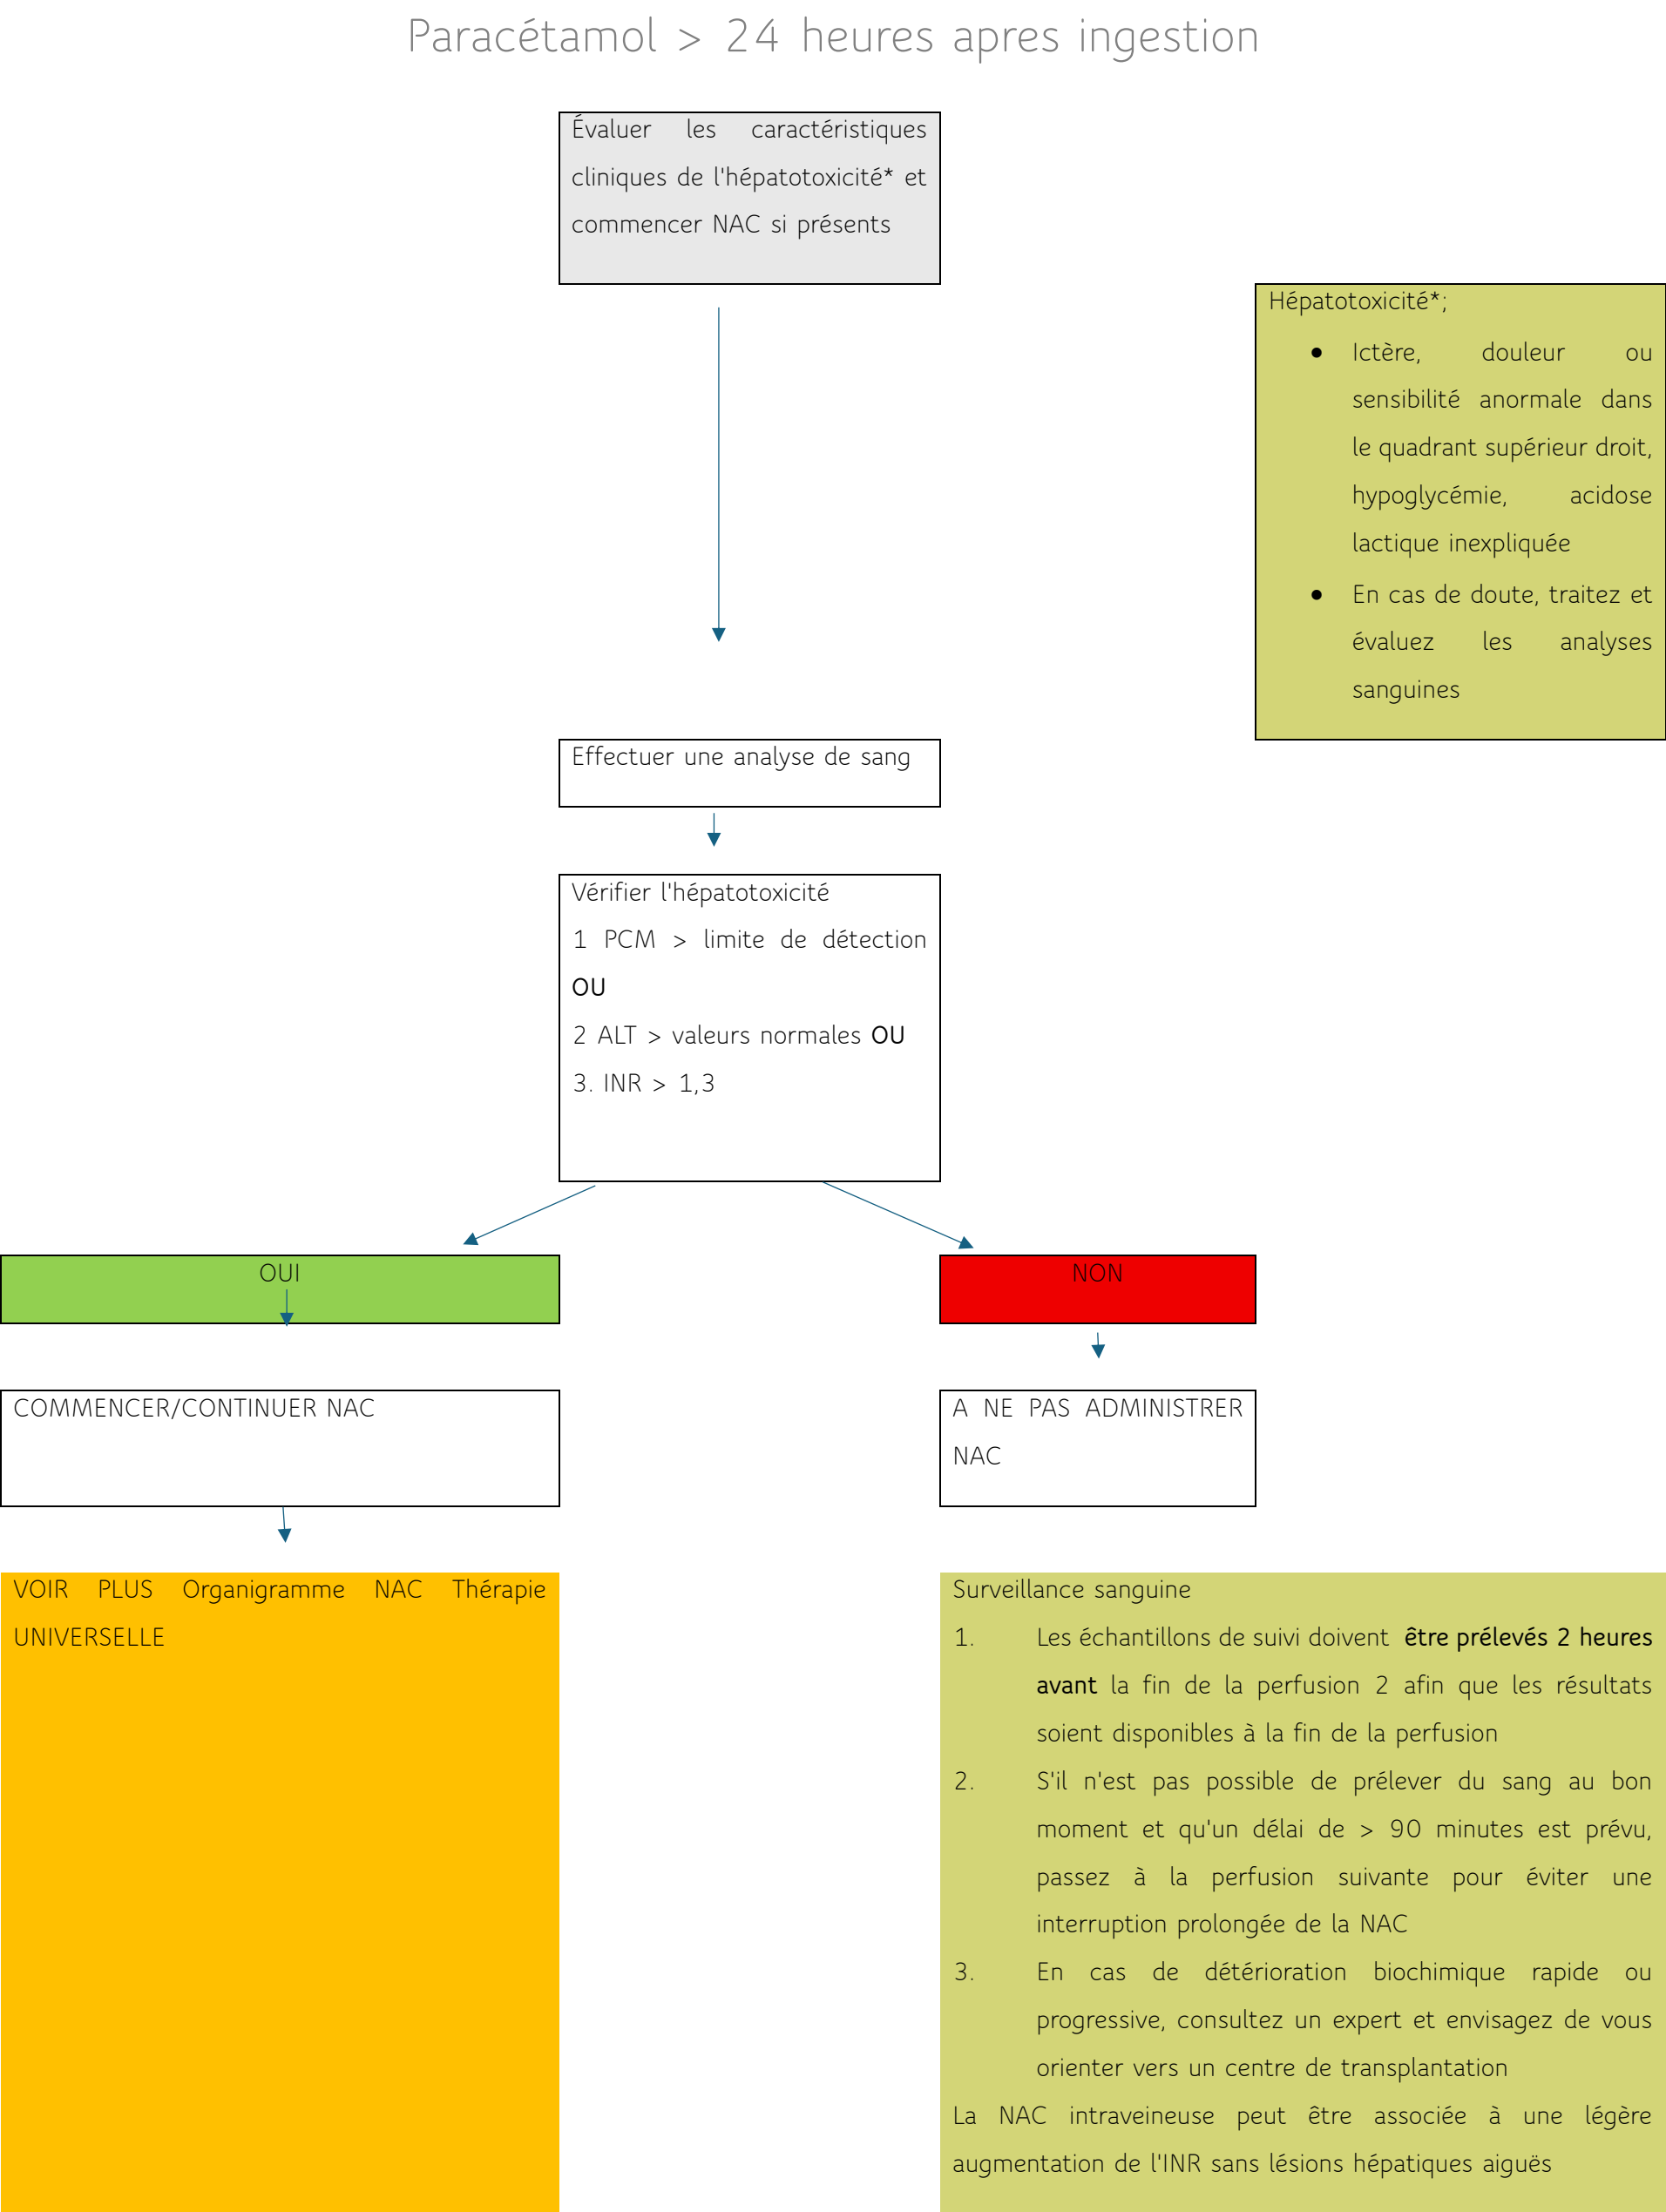 Paracétamol > 24 heures apres ingestion
Évaluer les caractéristiques
cliniques de l'hépatotoxicité* et
commencer NAC si présents
Hépatotoxicité*;
• Ictère, douleur ou
sensibilité anormale dans
le quadrant supérieur droit,
hypoglycémie, acidose
lactique inexpliquée
• En cas de doute, traitez et
évaluez les analyses
sanguines
Effectuer une analyse de sang
Vérifier l'hépatotoxicité
1 PCM > limite de détection
OU
2 ALT > valeurs normales OU
3. INR > 1,3
OUI
NON
COMMENCER/CONTINUER NAC
A NE PAS ADMINISTRER
NAC
VOIR PLUS Organigramme NAC Thérapie
UNIVERSELLE
Surveillance sanguine
1. Les échantillons de suivi doivent être prélevés 2 heures
avant la fin de la perfusion 2 afin que les résultats
soient disponibles à la fin de la perfusion
2. S'il n'est pas possible de prélever du sang au bon
moment et qu'un délai de > 90 minutes est prévu,
passez à la perfusion suivante pour éviter une
interruption prolongée de la NAC
3. En cas de détérioration biochimique rapide ou
progressive, consultez un expert et envisagez de vous
orienter vers un centre de transplantation
La NAC intraveineuse peut être associée à une légère
augmentation de l'INR sans lésions hépatiques aiguës